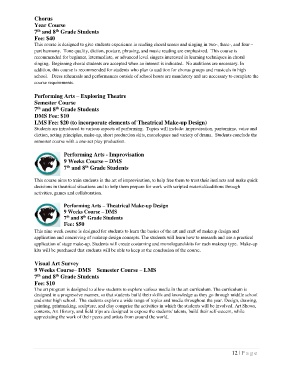 Chorus
Year Course
7th and 8th Grade Students
Fee: $40
This course is designed to give students experience in reading choral music and singing in two-, three-, and four-
part harmony. Tone quality, diction, posture, phrasing, and music reading are emphasized. This course is
recommended for beginner, intermediate, or advanced level singers interested in learning techniques in choral
singing. Beginning choral students are accepted when an interest is indicated. No auditions are necessary. In
addition, this course is recommended for students who plan to audition for chorus groups and musicals in high
school. Dress rehearsals and performances outside of school hours are mandatory and are necessary to complete the
course requirements.
Performing Arts – Exploring Theatre
Semester Course
7th and 8th Grade Students
DMS Fee: $10
LMS Fee: $20 (to incorporate elements of Theatrical Make-up Design)
Students are introduced to various aspects of performing. Topics will include: improvisation, pantomime, voice and
diction, acting principles, make-up, short production skits, monologues and variety of drama. Students conclude the
semester course with a one-act play production.
Performing Arts - Improvisation
9 Weeks Course – DMS
7th and 8th Grade Students
This course aims to train students in the art of improvisation, to help free them to trust their instincts and make quick
decisions in theatrical situations and to help them prepare for work with scripted material/conditions through
activities, games and collaboration.
Performing Arts – Theatrical Make-up Design
9 Weeks Course – DMS
7th and 8th Grade Students
Fee: $50
This nine week course is designed for students to learn the basics of the art and craft of makeup design and
application and conceiving of makeup design concepts. The students will learn how to research and use a practical
application of stage make-up. Students will create contouring and monologues/skits for each makeup type. Make-up
kits will be purchased that students will be able to keep at the conclusion of the course.
Visual Art Survey
9 Weeks Course- DMS Semester Course – LMS
7th and 8th Grade Students
Fee: $10
The art program is designed to allow students to explore various media in the art curriculum. The curriculum is
designed in a progressive manner, so that students build their skills and knowledge as they go through middle school
and enter high school. The students explore a wide range of topics and media throughout the year. Design, drawing,
painting, printmaking, sculpture, and clay comprise the activities in which the students will be involved. Art Shows,
contests, Art History, and field trips are designed to expose the students' talents, build their self-esteem, while
appreciating the work of their peers and artists from around the world.
12 | Page